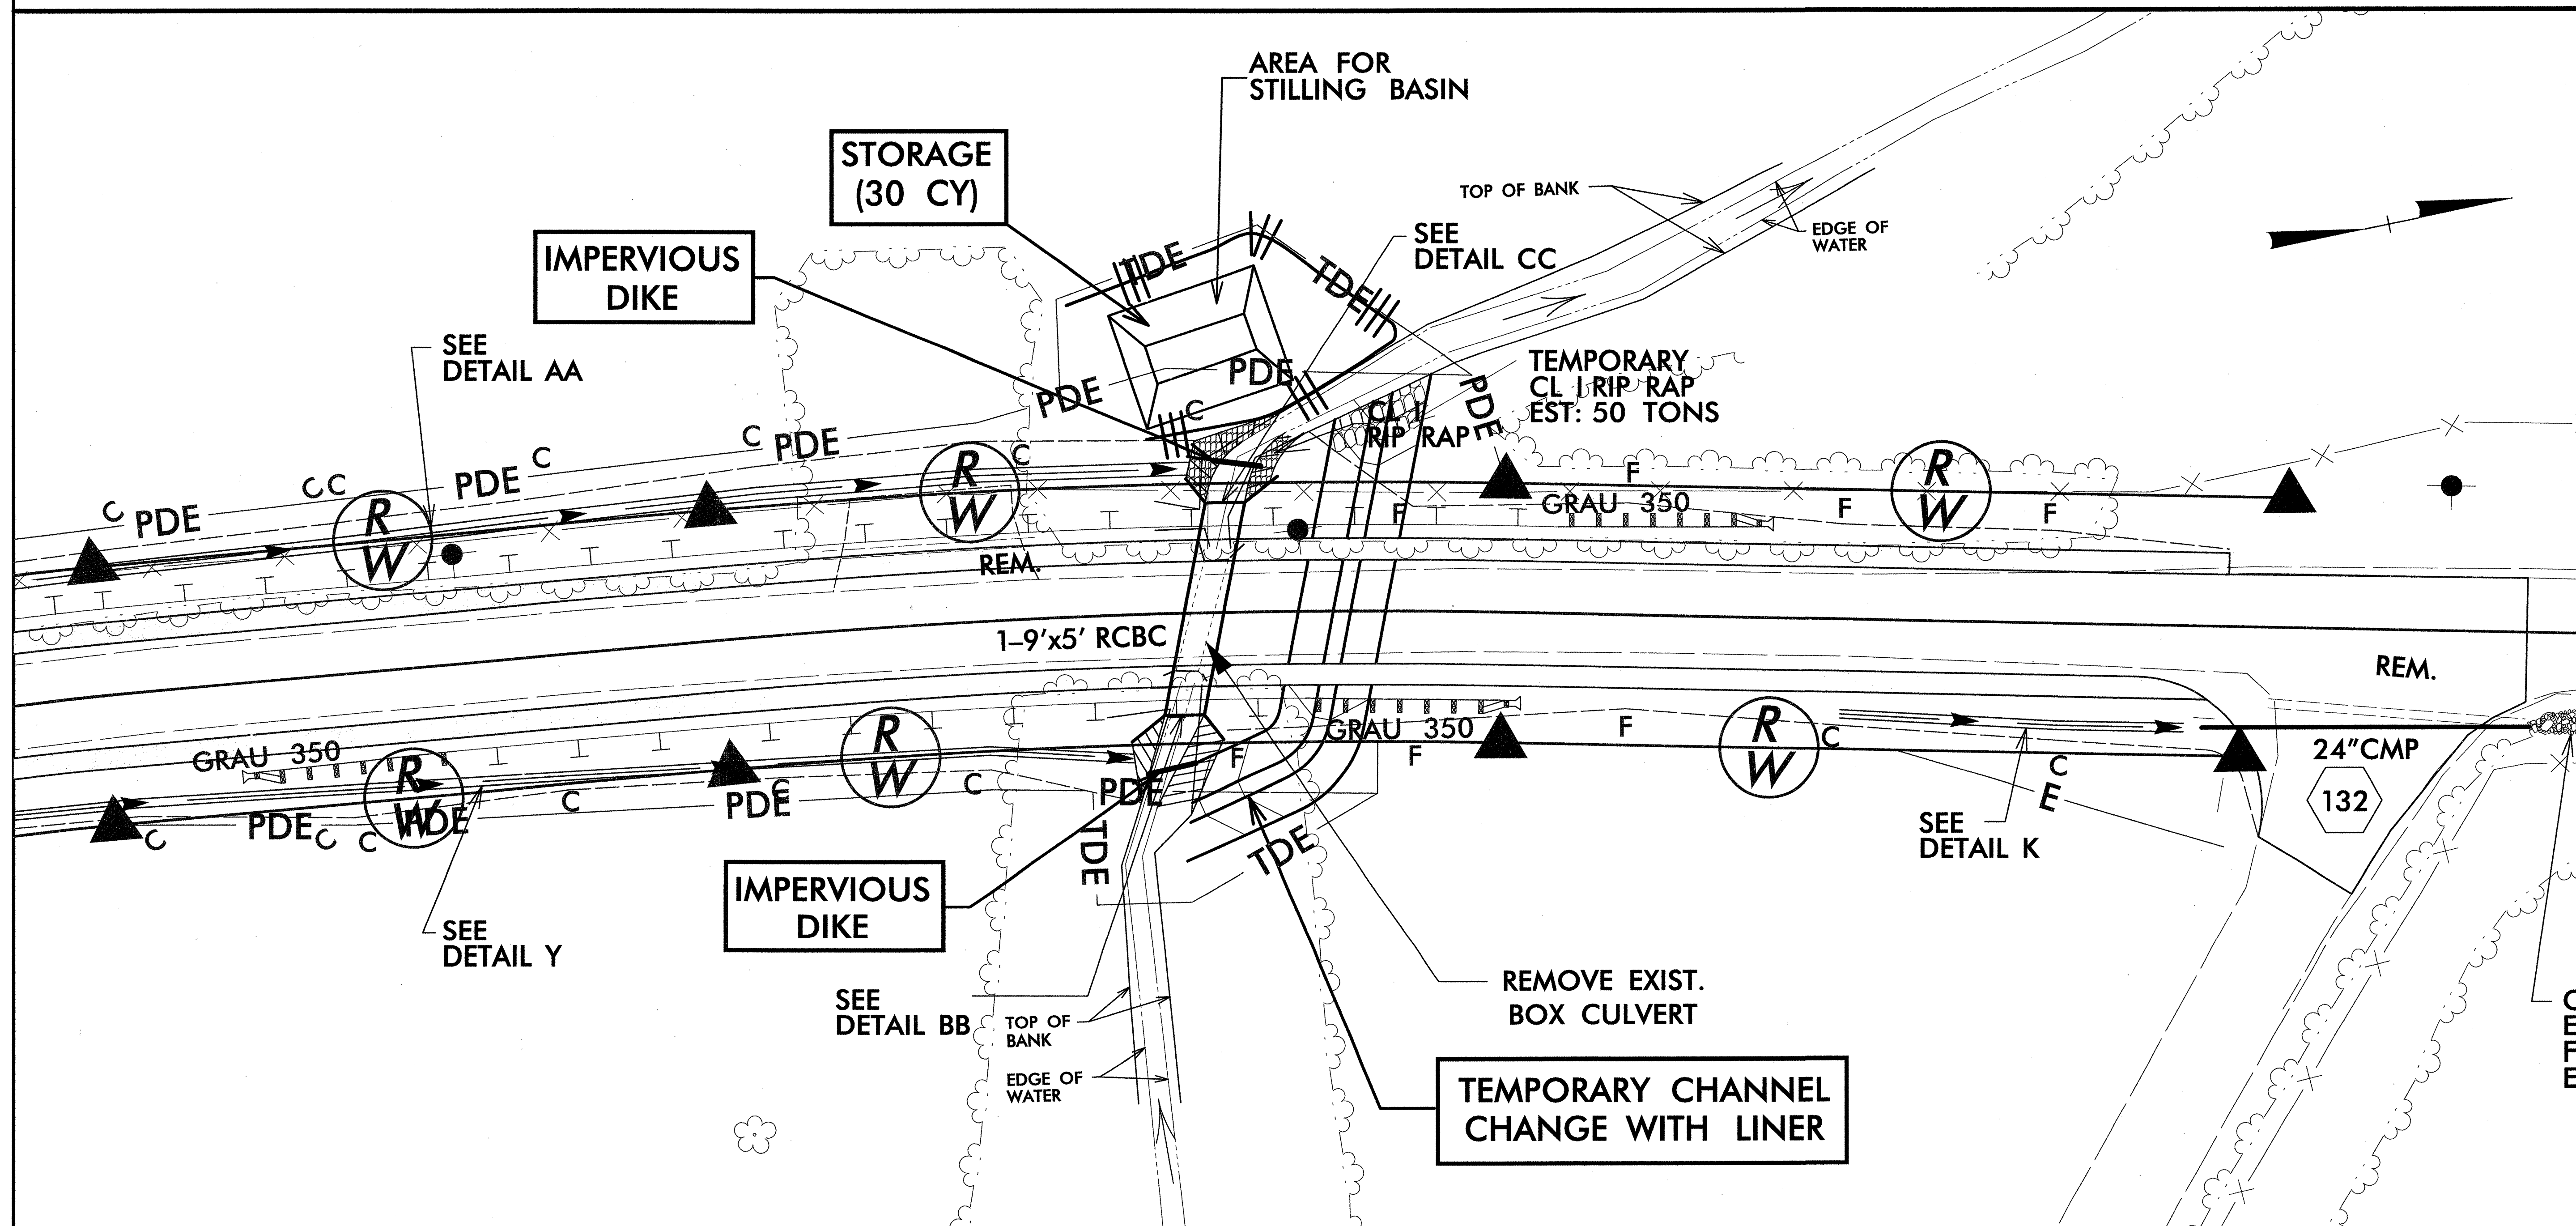 AREA FOR
STILLING BASIN
STORAGE
(30 CY)
IMPERVIOUS
DIKE
TOP OF BANK
EDGE OF
WATER
SEE
DETAIL CC
TDE
TDE
SEE
DETAIL AA
TEMPORARY
CL I RIP RAP
EST: 50 TONS
PDE
PDE
PDE
C
CL I
RIP RAP
C
PDE
C
C
PDE
C
C
C
PDE
R
W
R
W
R
W
F
GRAU 350
F
F
F
REM.
1-9'x5' RCBC
REM.
GRAU 350
R
W
R
W
R
W
GRAU 350
F
F
F
C
24"CMP
132
C
E
C
C
C
PDE
PDE
PDE
PDE
C
C
C
TDE
TDE
SEE
DETAIL K
IMPERVIOUS
DIKE
SEE
DETAIL Y
SEE
DETAIL BB
TOP OF
BANK
EDGE OF
WATER
REMOVE EXIST.
BOX CULVERT
TEMPORARY CHANNEL
CHANGE WITH LINER
E
F
E